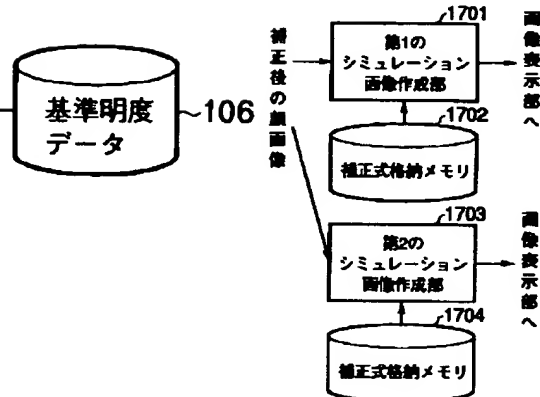 基準明度
データ
106
補正後の顔画像
1701
第1の
シミュレーション
画像作成部
画像表示部へ
1702
補正式格納メモリ
1703
第2の
シミュレーション
画像作成部
画像表示部へ
1704
補正式格納メモリ